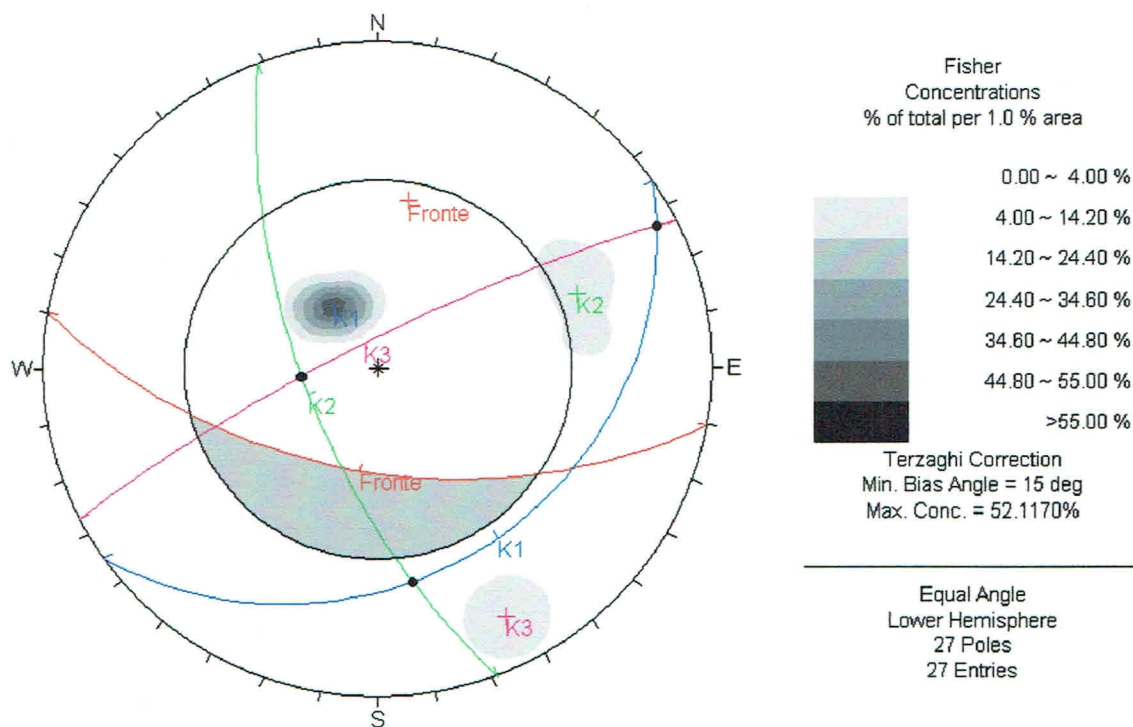 N
Fronte
K1
K2
K3
W
E
K2
Fronte
K1
K3
S
Fisher
Concentrations
% of total per 1.0 % area
0.00 ~ 4.00 %
4.00 ~ 14.20 %
14.20 ~ 24.40 %
24.40 ~ 34.60 %
34.60 ~ 44.80 %
44.80 ~ 55.00 %
>55.00 %
Terzaghi Correction
Min. Bias Angle = 15 deg
Max. Conc. = 52.1170%
Equal Angle
Lower Hemisphere
27 Poles
27 Entries